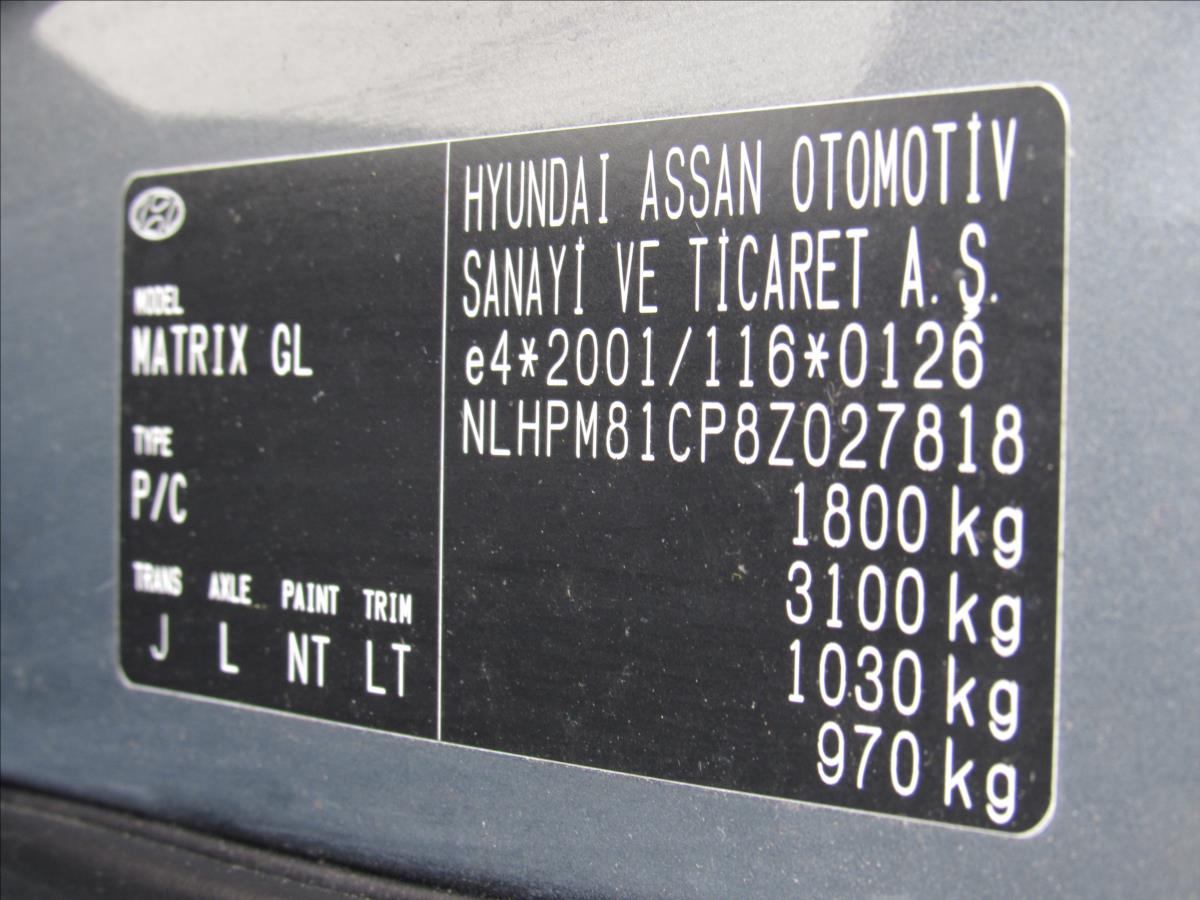 MODEL
MATRIX GL
TYPE
P/C
TRANS AXLE PAINT TRIM
J L NT LT
HYUNDAI ASSAN OTOMOTİV
SANAYİ VE TİCARET A.Ş.
e4*2001/116*0126
NLHPM81CP8Z027818
1800 kg
3100 kg
1030 kg
970 kg